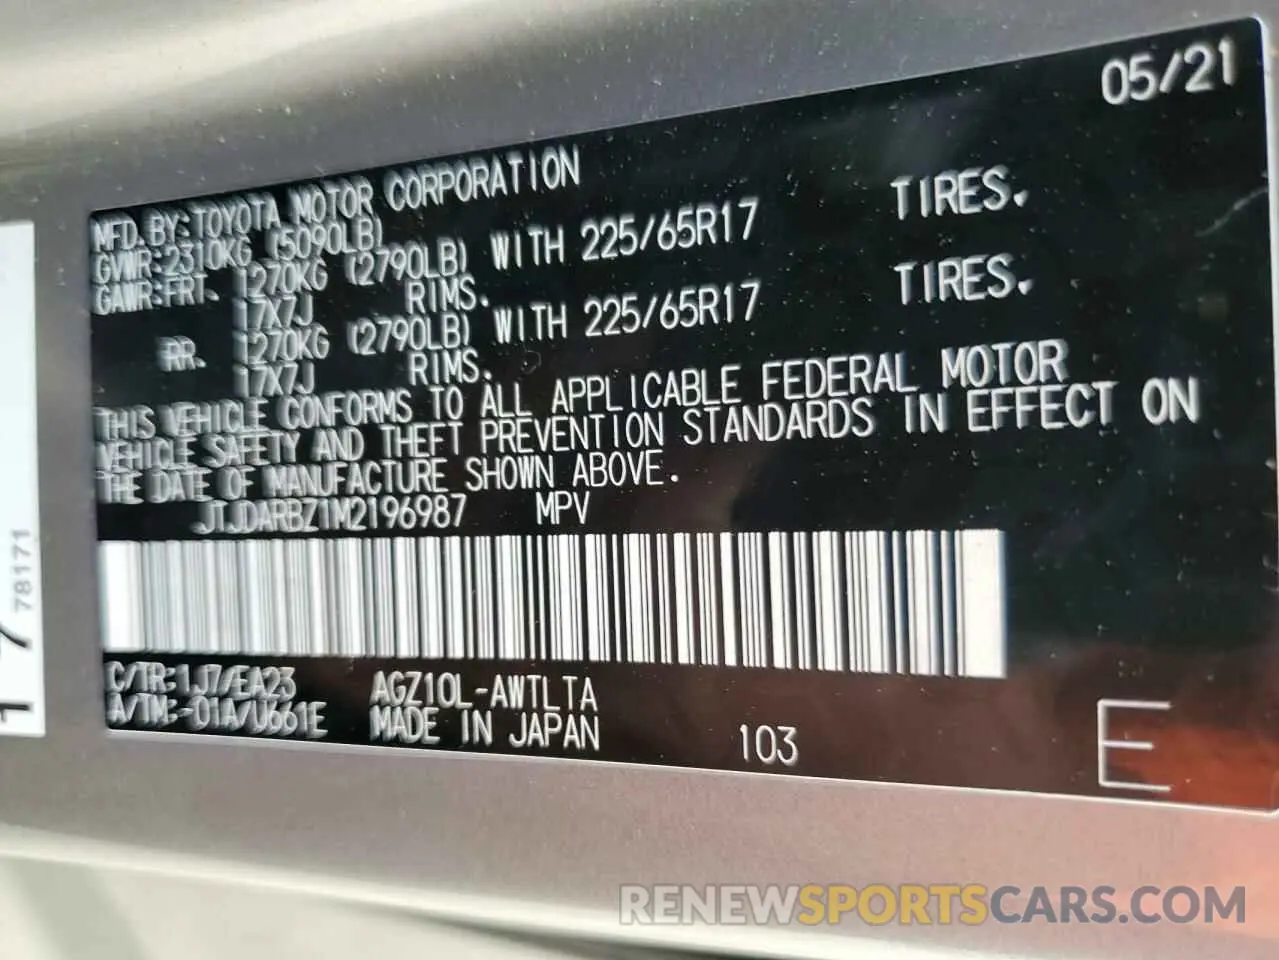 05/21
MFD. BY: TOYOTA MOTOR CORPORATION
GVWR: 2310KG (5090LB)
GAWR: FRT. 1270KG (2790LB) WITH 225/65R17 TIRES.
17X7J RIMS.
RR. 1270KG (2790LB) WITH 225/65R17 TIRES.
17X7J RIMS.
THIS VEHICLE CONFORMS TO ALL APPLICABLE FEDERAL MOTOR
VEHICLE SAFETY AND THEFT PREVENTION STANDARDS IN EFFECT ON
THE DATE OF MANUFACTURE SHOWN ABOVE.
JTJDARBZ1M2196987 MPV
C/TR: 1J7/EA23 AGZ10L-AWTLTA
A/TM: -01A/U661E MADE IN JAPAN
103
E
78171
RENEWSPORTSCARS.COM